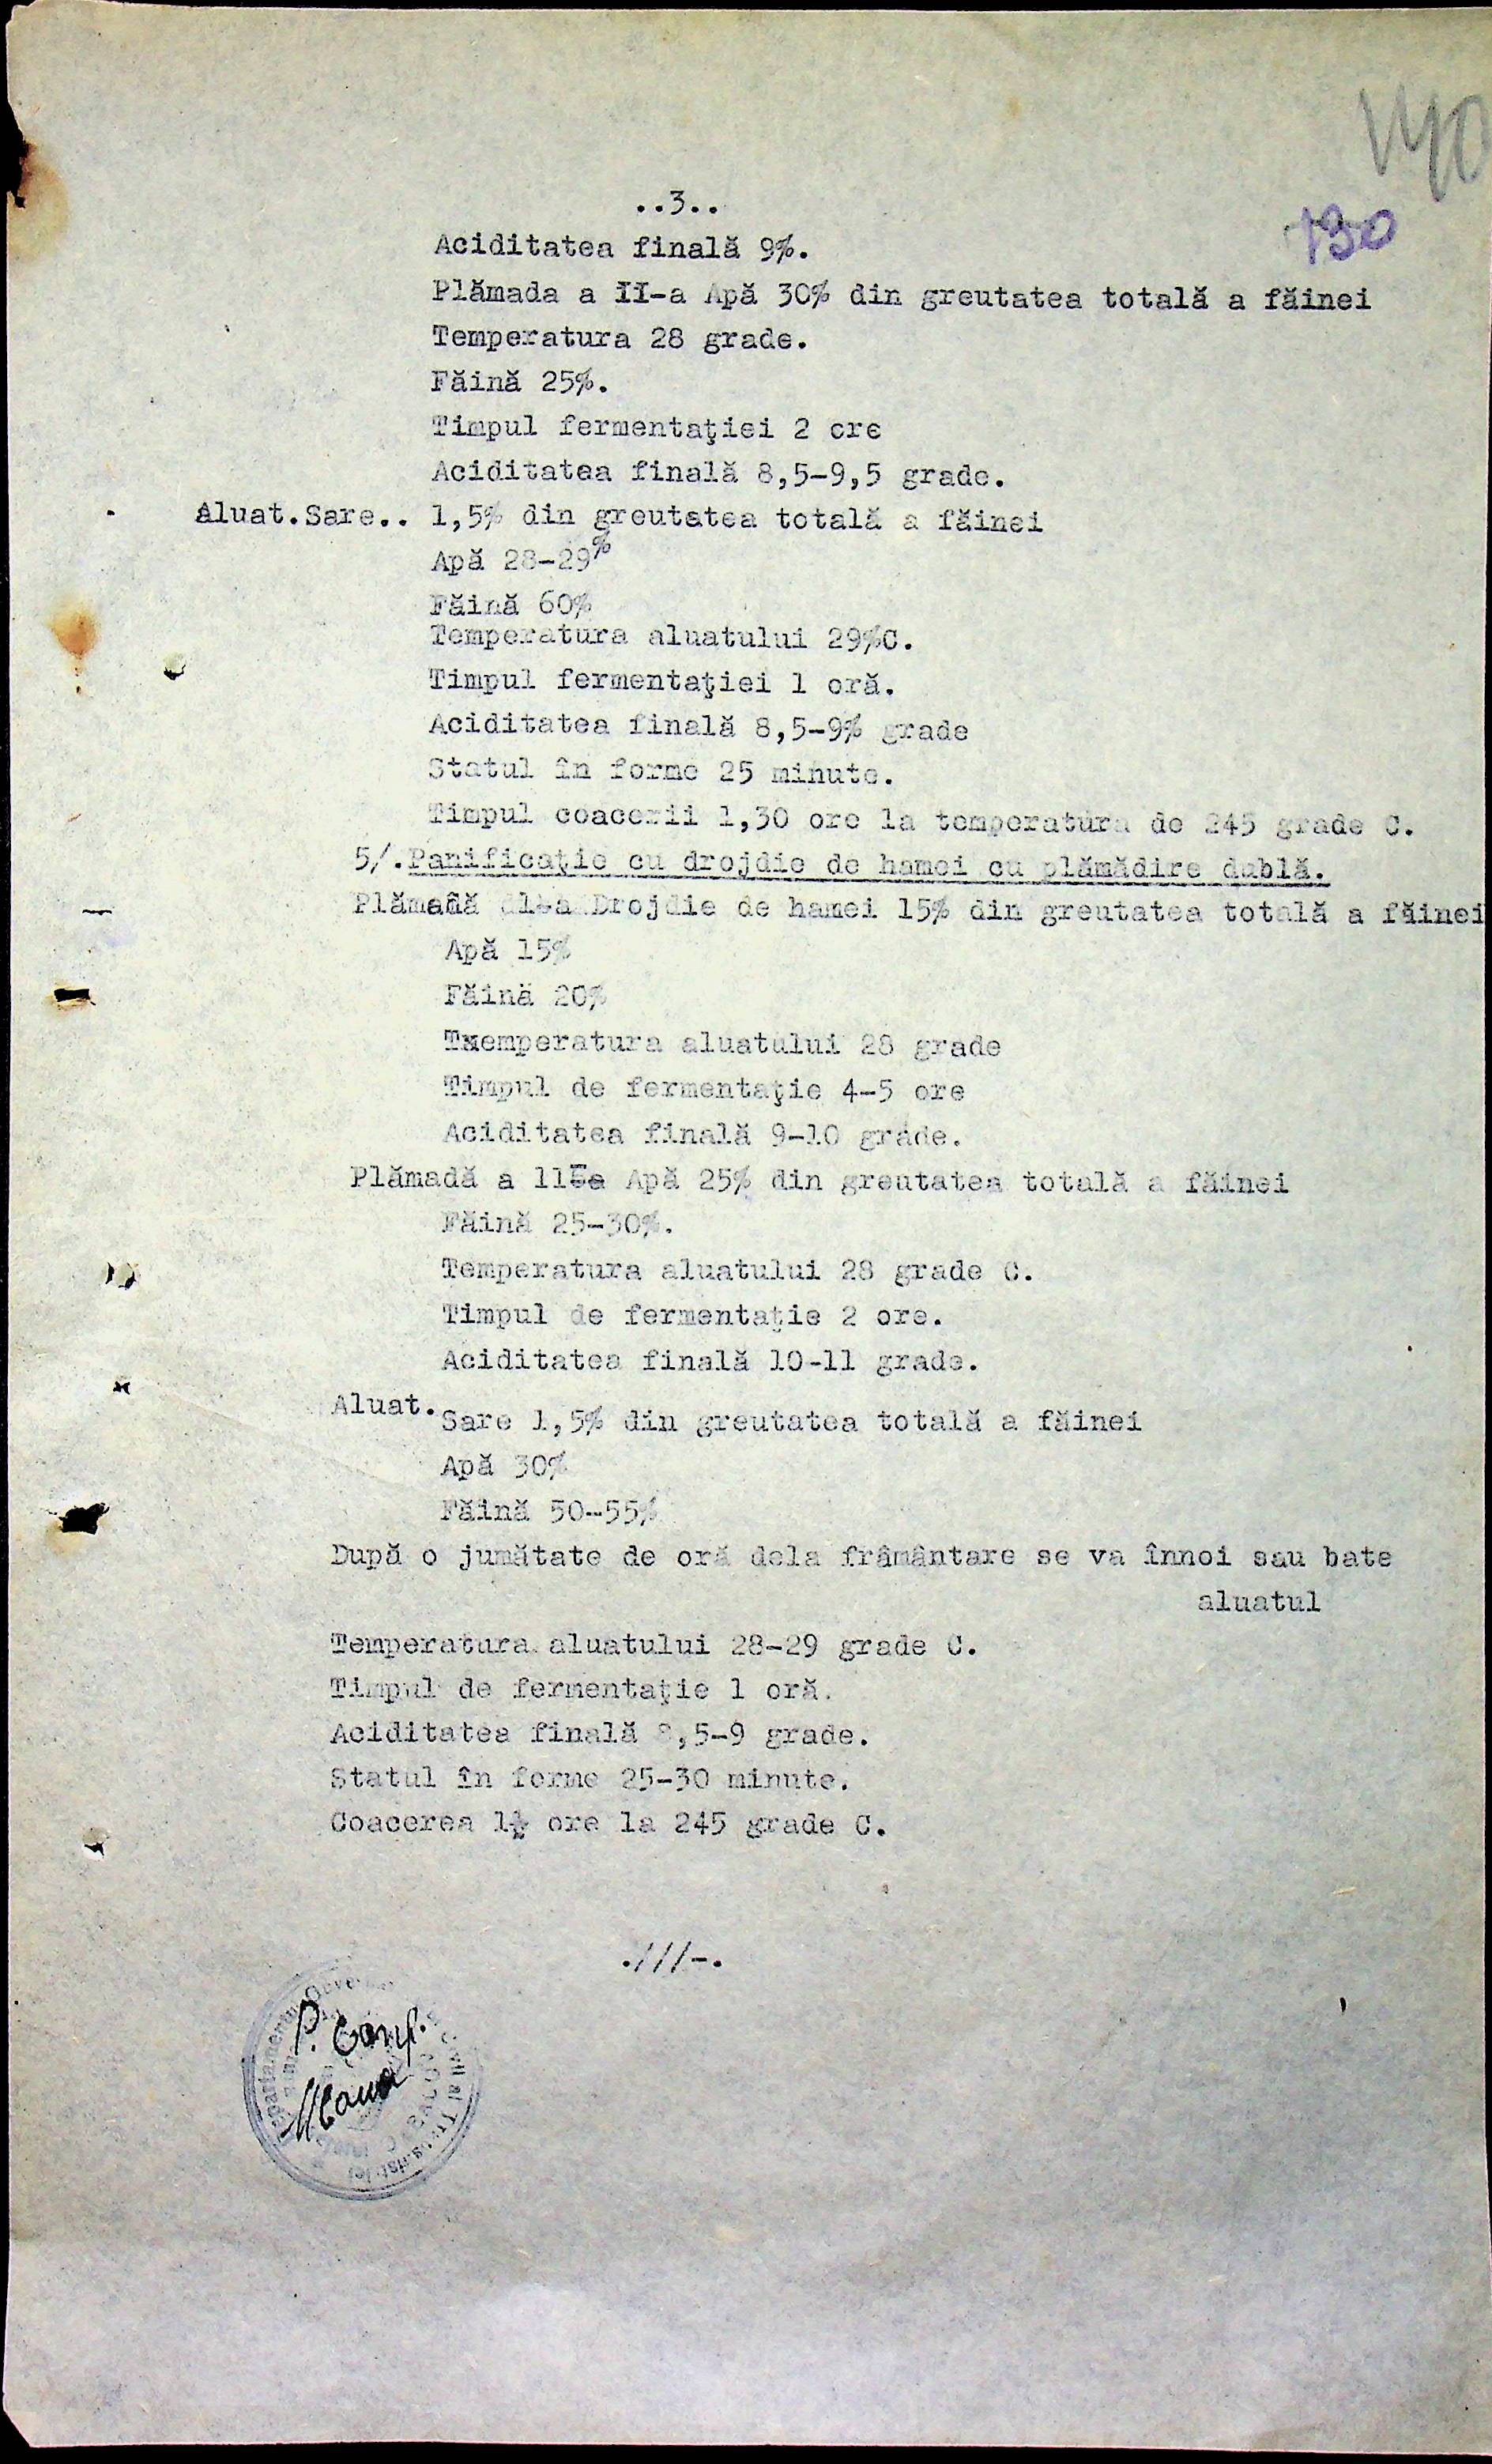 140
130
..3..
Aciditatea finală 9%.
Plămada a II-a Apă 30% din greutatea totală a făinei
Temperatura 28 grade.
Făină 25%.
Timpul fermentaţiei 2 ore
Aciditatea finală 8,5-9,5 grade.
Aluat.Sare.. 1,5% din greutatea totală a făinei
Apă 28-29%
Făină 60%
Temperatura aluatului 29%C.
Timpul fermentaţiei 1 oră.
Aciditatea finală 8,5-9% grade
Statul în forme 25 minute.
Timpul coacerii 1,30 ore la temperatura de 245 grade C.
5/.Panificaţie cu drojdie de hamei cu plămădire dublă.
Plămadă 1-a Drojdie de hamei 15% din greutatea totală a făinei
Apă 15%
Făină 20%
Txemperatura aluatului 28 grade
Timpul de fermentaţie 4-5 ore
Aciditatea finală 9-10 grade.
Plămadă a 11-a Apă 25% din greutatea totală a făinei
Făină 25-30%.
Temperatura aluatului 28 grade C.
Timpul de fermentaţie 2 ore.
Aciditatea finală 10-11 grade.
Aluat. Sare 1,5% din greutatea totală a făinei
Apă 30%
Făină 50--55%
După o jumătate de oră dela frământare se va înnoi sau bate
aluatul
Temperatura aluatului 28-29 grade C.
Timpul de fermentaţie 1 oră.
Aciditatea finală 8,5-9 grade.
Statul în forme 25-30 minute.
Coacerea 1½ ore la 245 grade C.
.///-.
P. Conf.